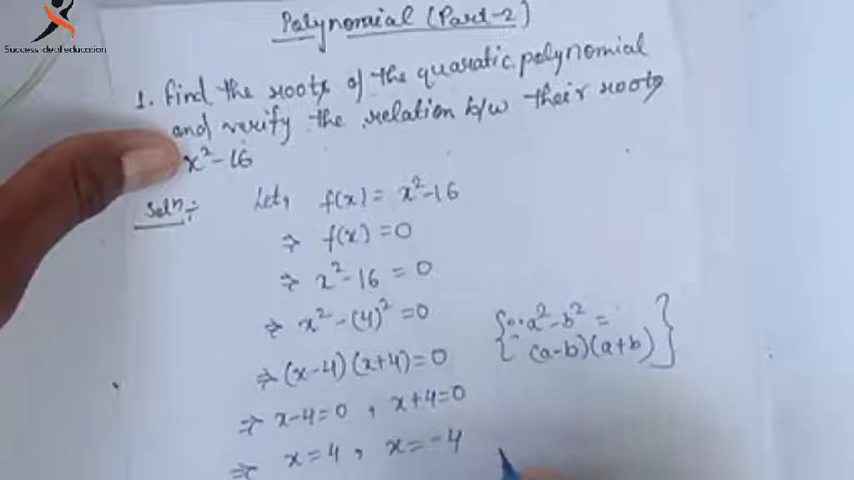 Success ideal education
Polynomial (Part-2)
1. find the roots of the quaratic polynomial
and verify the relation b/w their roots
x²-16
Solⁿ:-
Let, f(x) = x²-16
⇒ f(x) = 0
⇒ x²-16 = 0
⇒ x² - (4)² = 0
{∵ a²-b² =
(a-b)(a+b)}
⇒ (x-4)(x+4) = 0
⇒ x-4=0 , x+4=0
⇒ x=4 , x=-4